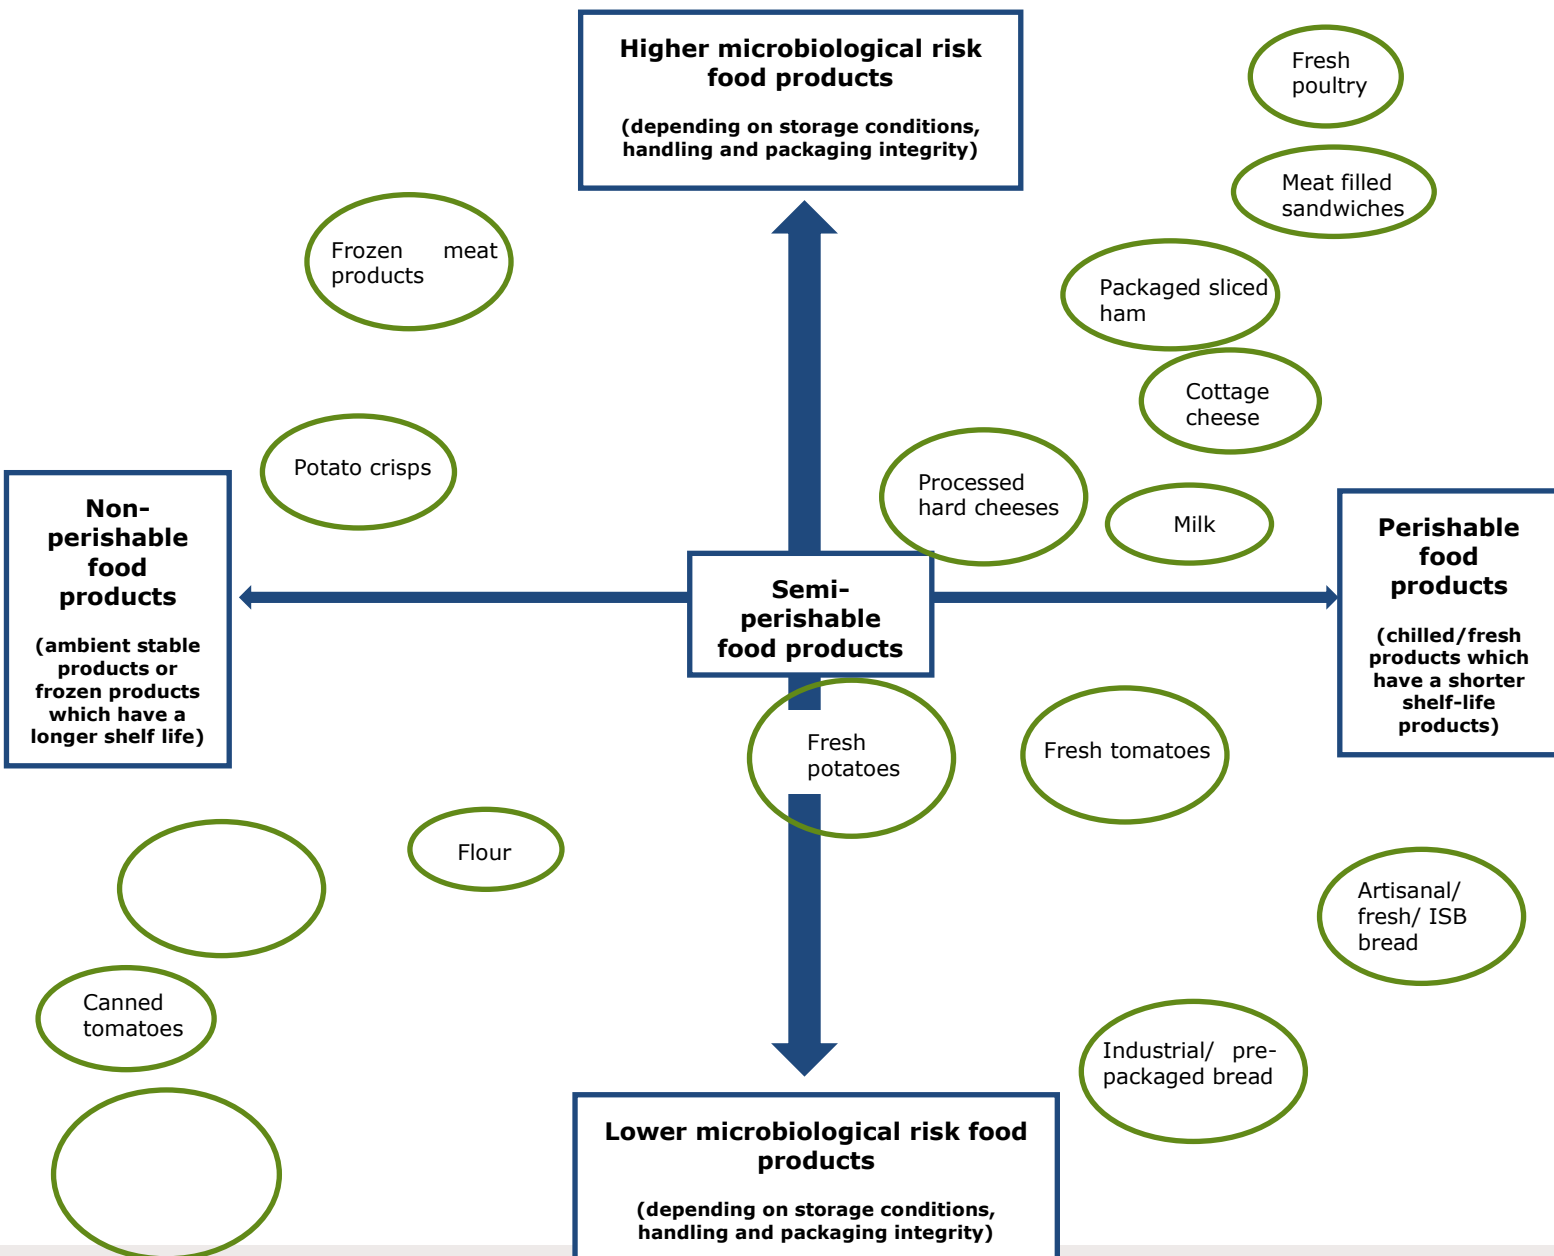 Higher microbiological risk
food products
(depending on storage conditions,
handling and packaging integrity)
Fresh
poultry
Meat filled
sandwiches
Frozen meat
products
Packaged sliced
ham
Cottage
cheese
Potato crisps
Processed
hard cheeses
Milk
Non-
perishable
food
products
(ambient stable
products or
frozen products
which have a
longer shelf life)
Semi-
perishable
food products
Perishable
food
products
(chilled/fresh
products which
have a shorter
shelf-life
products)
Fresh
potatoes
Fresh tomatoes
Flour
Artisanal/
fresh/ ISB
bread
Canned
tomatoes
Industrial/ pre-
packaged bread
Lower microbiological risk food
products
(depending on storage conditions,
handling and packaging integrity)